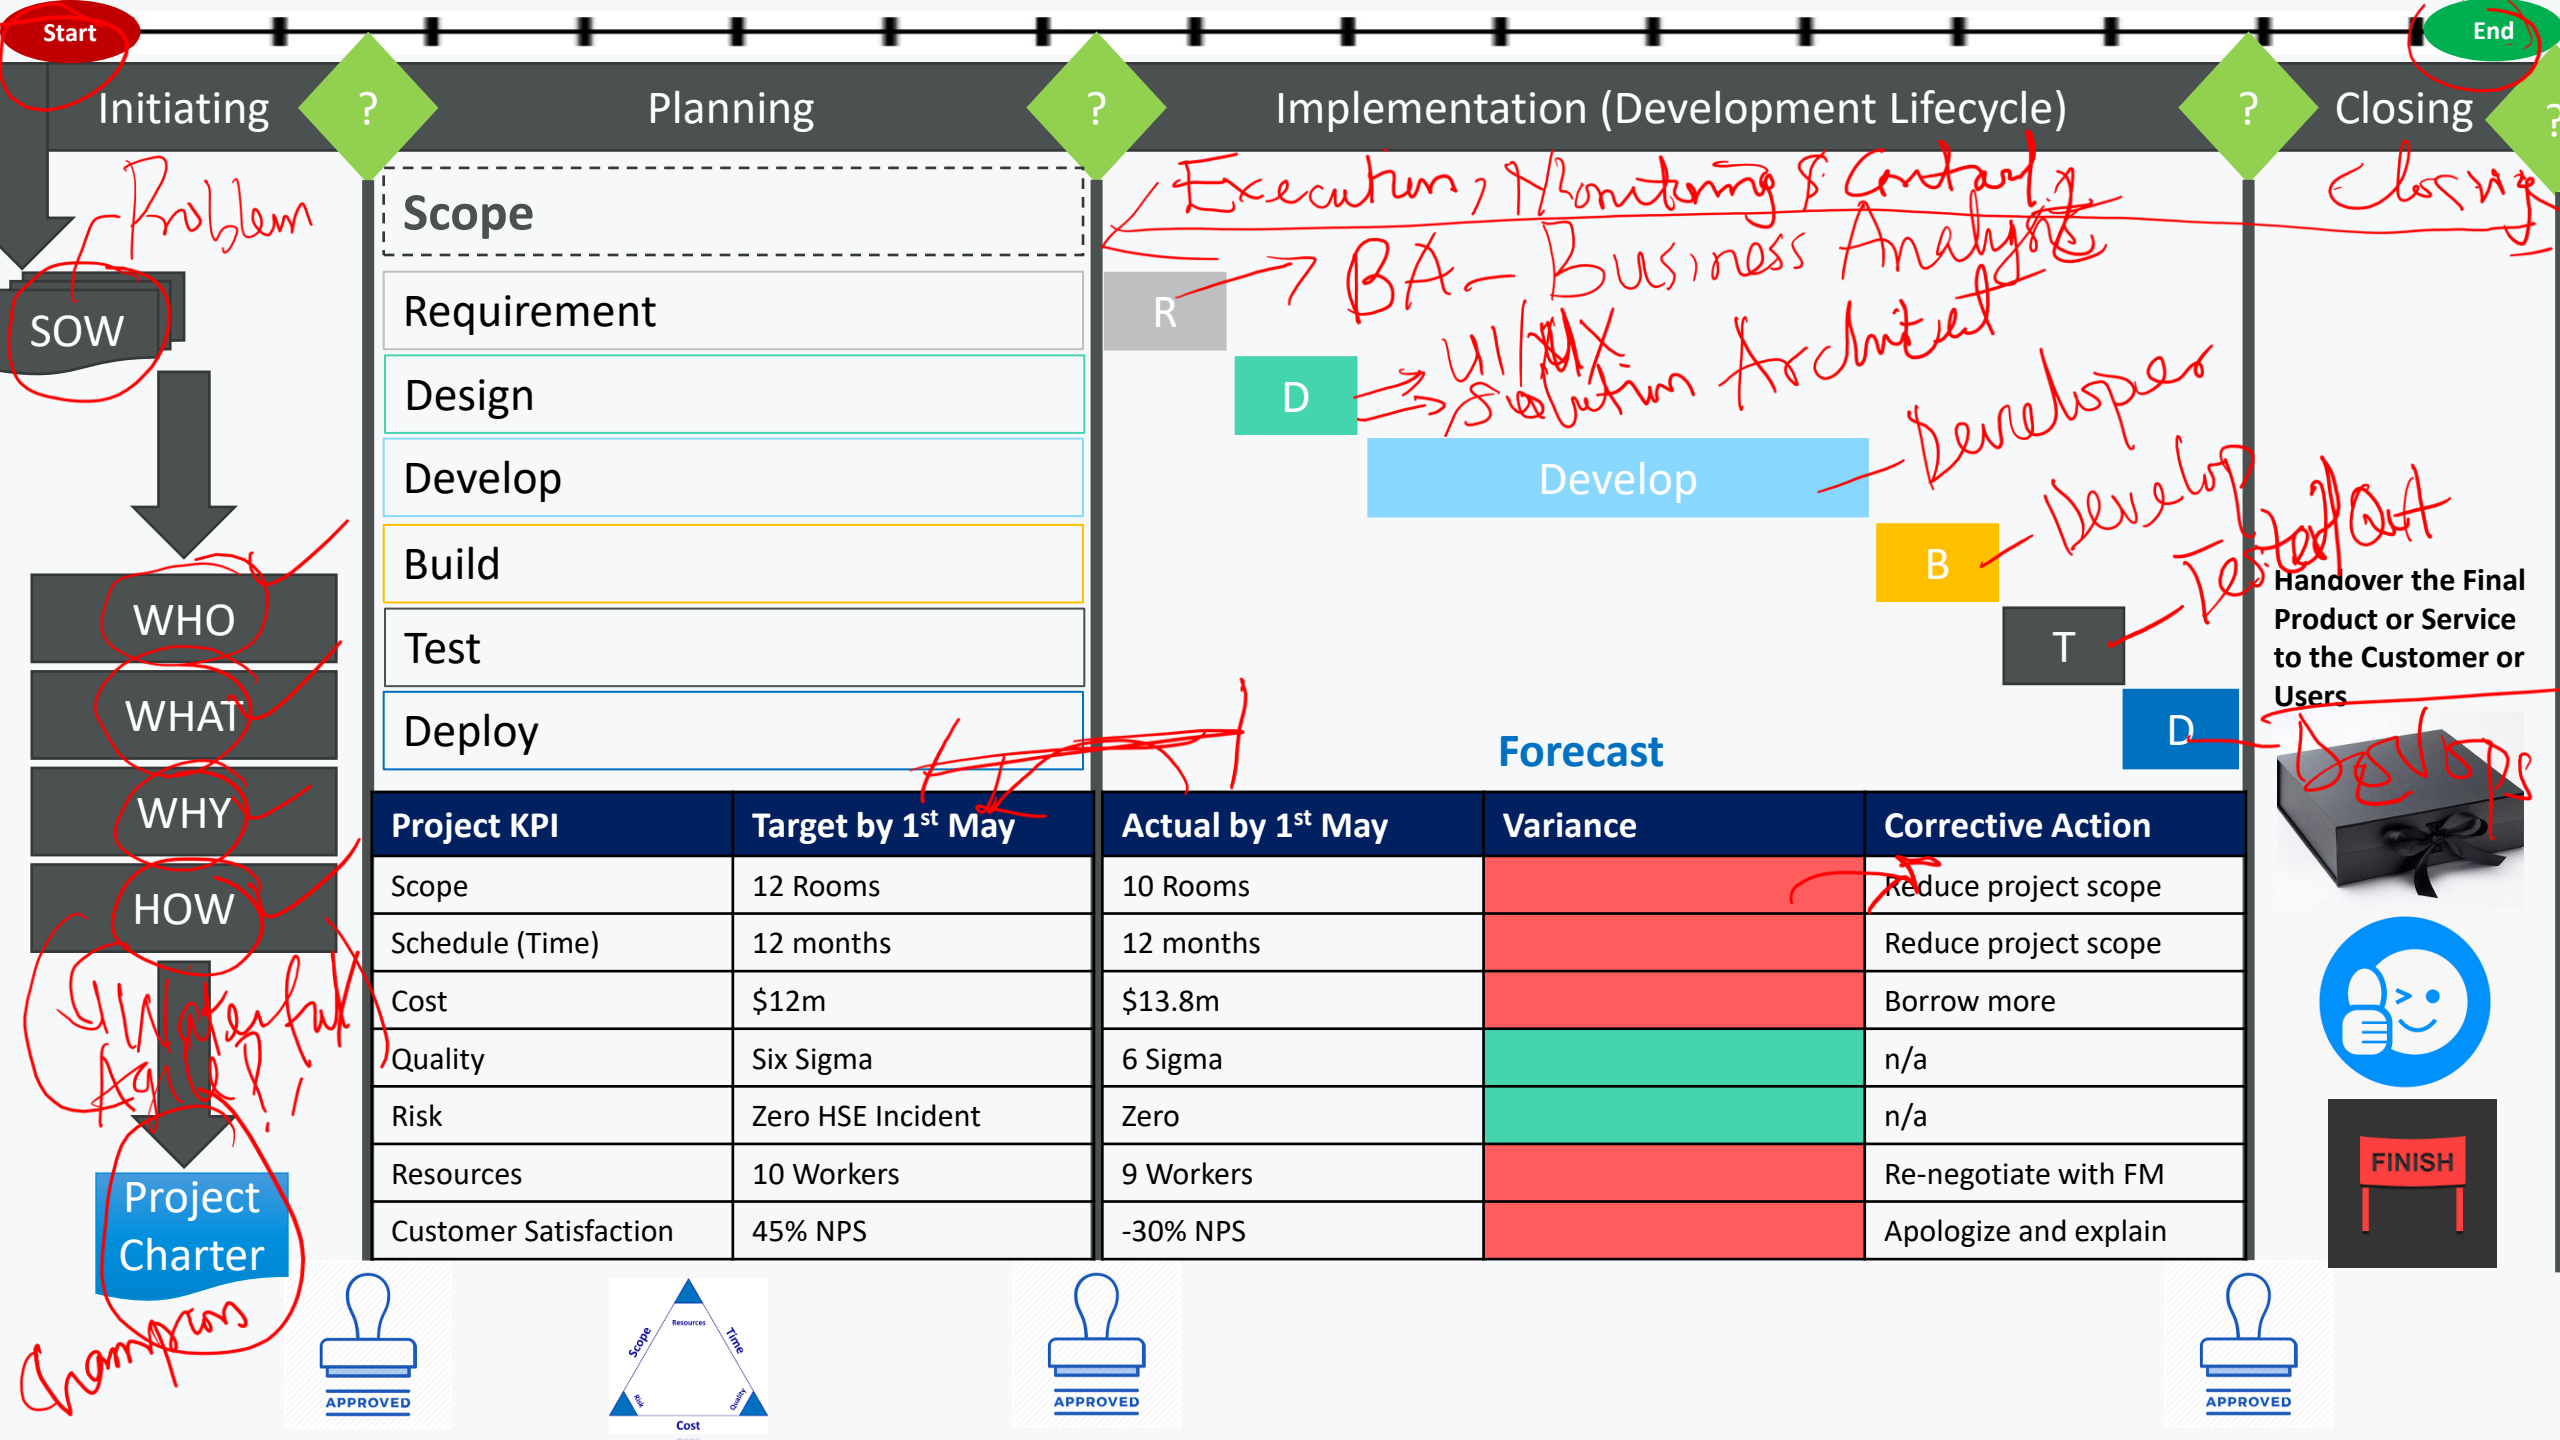 Start
End
Initiating
?
Planning
?
Implementation (Development Lifecycle)
?
Closing
?
Problem
Scope
Execution, Monitoring & Control
Closing
SOW
Requirement
R
BA - Business Analyst
Design
D
UI/UX
Solution Architect
Develop
Develop
Developer
Build
B
Develop
WHO
Test
T
Handover the Final
Product or Service
to the Customer or
Users
WHAT
Deploy
D
Forecast
WHY
Project KPI Target by 1st May Actual by 1st May Variance Corrective Action
HOW
Scope 12 Rooms 10 Rooms Reduce project scope
Schedule (Time) 12 months 12 months Reduce project scope
Cost $12m $13.8m Borrow more
Quality Six Sigma 6 Sigma n/a
Risk Zero HSE Incident Zero n/a
Resources 10 Workers 9 Workers Re-negotiate with FM
Customer Satisfaction 45% NPS -30% NPS Apologize and explain
Waterfall
Agile
Project
Charter
FINISH
APPROVED
Resources
Scope
Time
Risk
Quality
Cost
APPROVED
APPROVED